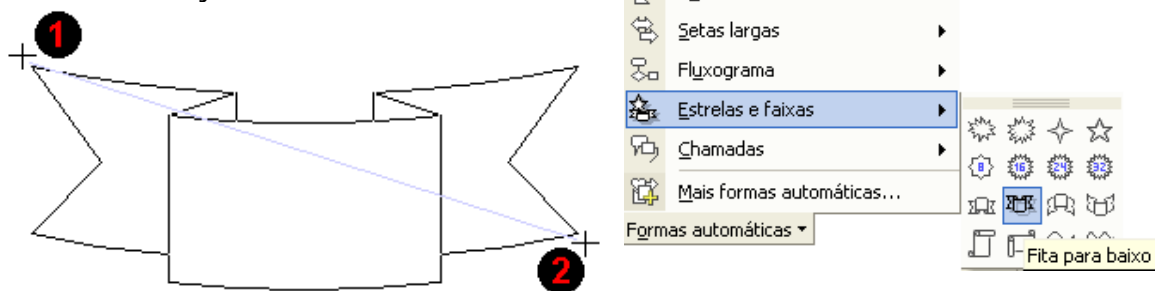 1
2
Setas largas
Fluxograma
Estrelas e faixas
Chamadas
Mais formas automáticas...
Formas automáticas
8 16 24 32
Fita para baixo